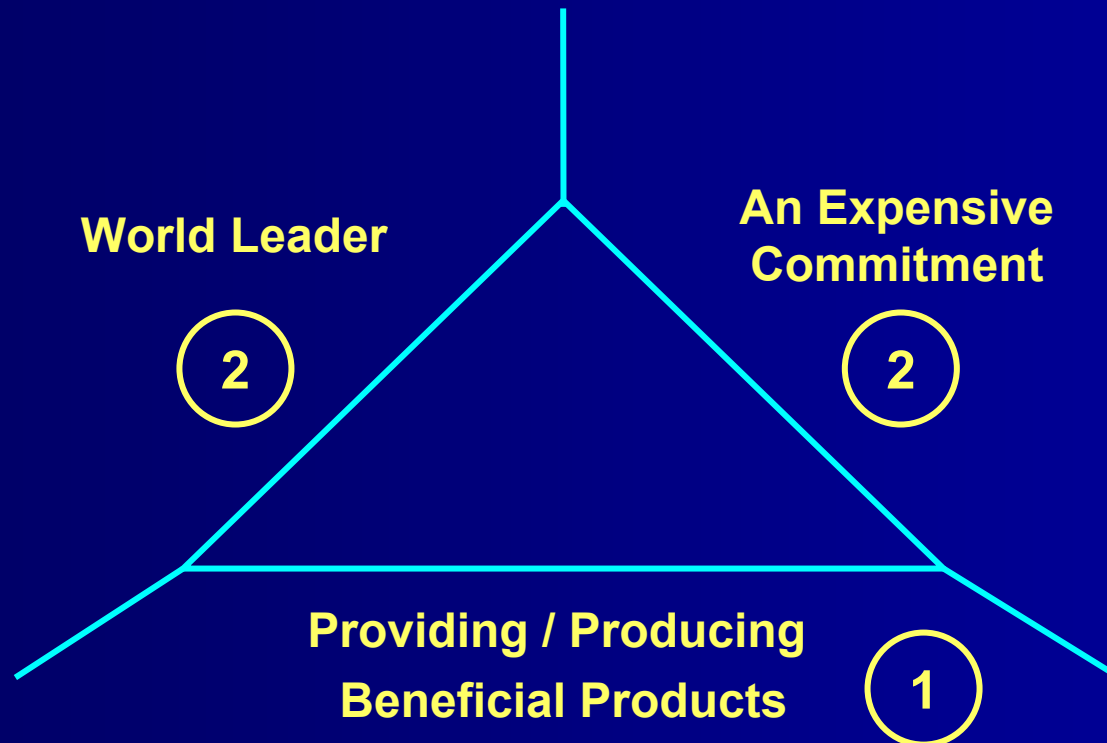 World Leader
2
An Expensive
Commitment
2
Providing / Producing
Beneficial Products
1